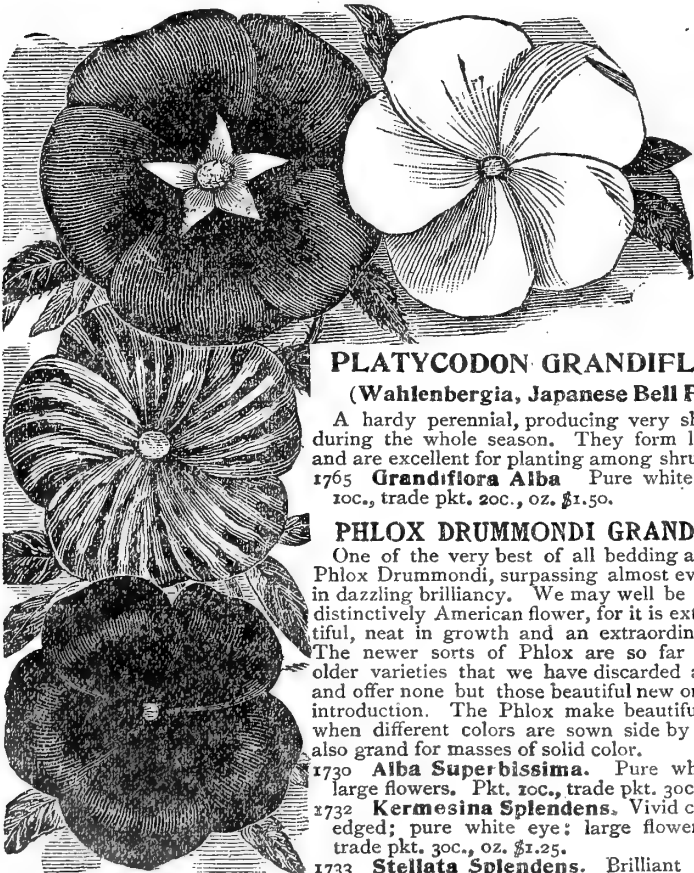 PLATYCODON GRANDIFL
(Wahlenbergia, Japanese Bell F
A hardy perennial, producing very sh
during the whole season. They form l
and are excellent for planting among shru
1765 Grandiflora Alba Pure white
10c., trade pkt. 20c., oz. $1.50.
PHLOX DRUMMONDI GRAND
One of the very best of all bedding a
Phlox Drummondi, surpassing almost ev
in dazzling brilliancy. We may well be
distinctively American flower, for it is ext
tiful, neat in growth and an extraordin
The newer sorts of Phlox are so far
older varieties that we have discarded a
and offer none but those beautiful new or
introduction. The Phlox make beautifu
when different colors are sown side by
also grand for masses of solid color.
1730 Alba Superbissima. Pure wh
large flowers. Pkt. 10c., trade pkt. 30c
1732 Kermesina Splendens. Vivid c
edged; pure white eye: large flower
trade pkt. 30c., oz. $1.25.
1733 Stellata Splendens. Brilliant